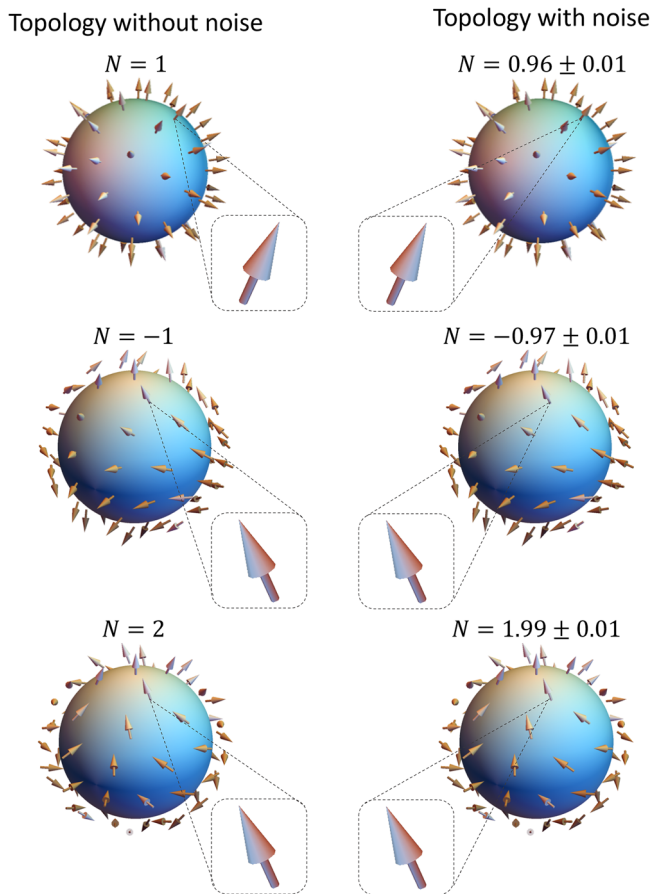 Topology without noise
Topology with noise
N = 1
N = 0.96 ± 0.01
N = −1
N = −0.97 ± 0.01
N = 2
N = 1.99 ± 0.01